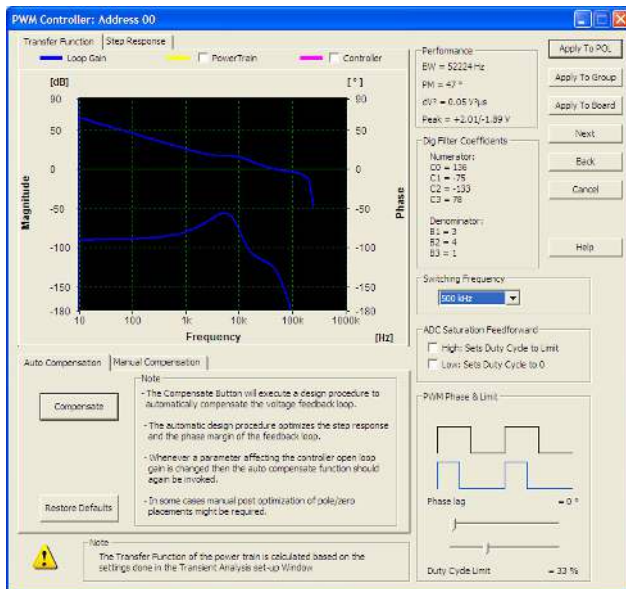 PWM Controller: Address 00
Transfer Function
Step Response
Loop Gain
PowerTrain
Controller
[dB]
[°]
90
90
50
50
0
0
-50
-50
-100
-100
-150
-150
-180
-180
Magnitude
Phase
10
100
1k
10k
100k
1000k
Frequency
[Hz]
Performance
BW = 52224 Hz
PM = 47 °
Peak = +2.01/-1.89 V
Dig Filter Coefficients
Numerator:
C0 = 136
C1 = -75
C2 = -133
C3 = 78
Denominator:
B1 = 3
B2 = 4
B3 = 1
Apply To POL
Apply To Group
Apply To Board
Next
Back
Cancel
Help
Switching Frequency
500 kHz
ADC Saturation Feedforward
High: Sets Duty Cycle to Limit
Low: Sets Duty Cycle to 0
Auto Compensation
Manual Compensation
Compensate
Restore Defaults
Note
- The Compensate Button will execute a design procedure to
automatically compensate the voltage feedback loop.
- The automatic design procedure optimizes the step response
and the phase margin of the feedback loop.
- Whenever a parameter affecting the controller open loop
gain is changed then the auto compensate function should
again be invoked.
- In some cases manual post optimization of pole/zero
placements might be required.
PWM Phase & Limit
Phase lag
= 0 °
Duty Cycle Limit
= 33 %
Note
The Transfer Function of the power train is calculated based on the
settings done in the Transient Analysis set-up Window